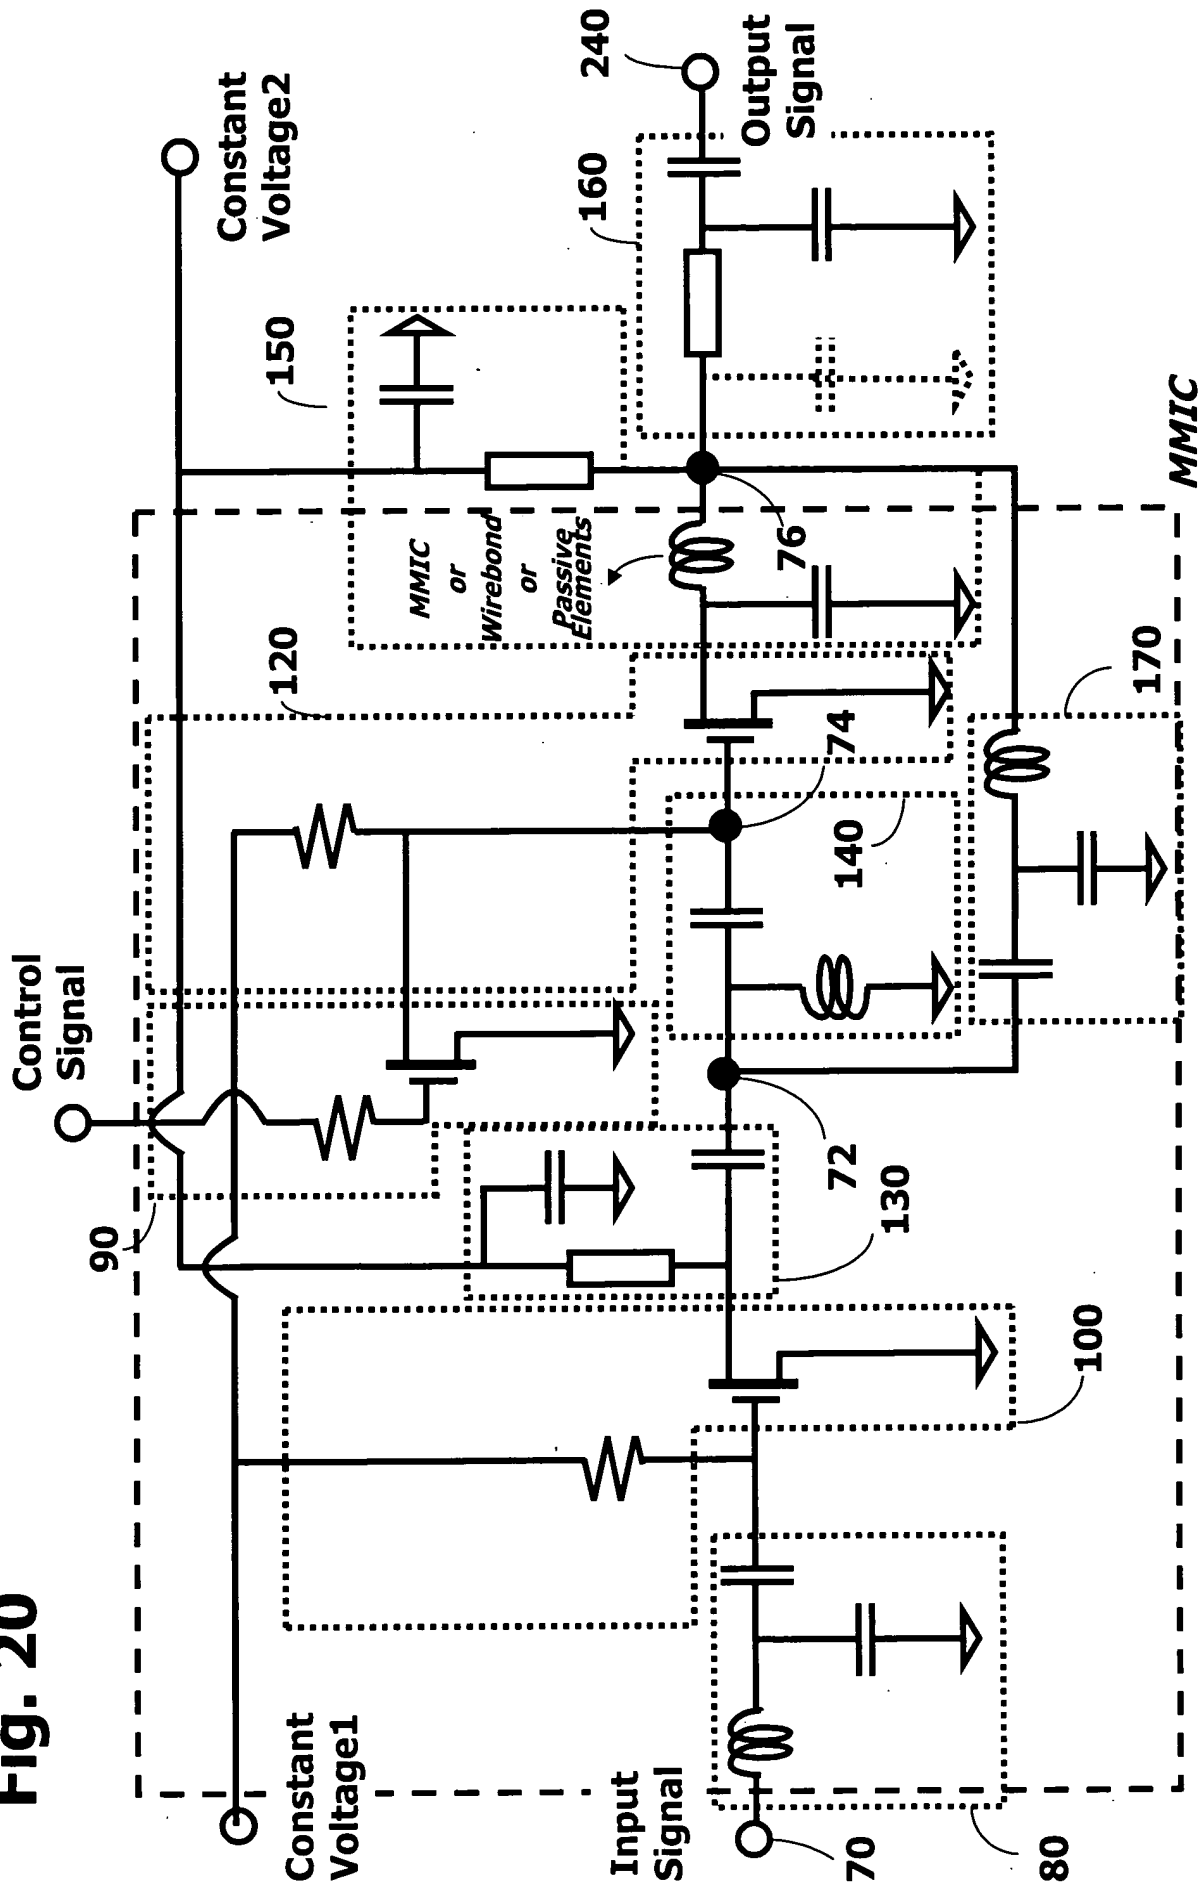 Fig. 20
Control
Signal
Constant
Voltage2
90
120
150
MMIC
or
Wirebond
or
Passive
Elements
160
240
Output
Signal
Constant
Voltage1
130
72
74
76
140
Input
Signal
70
80
100
170
MMIC